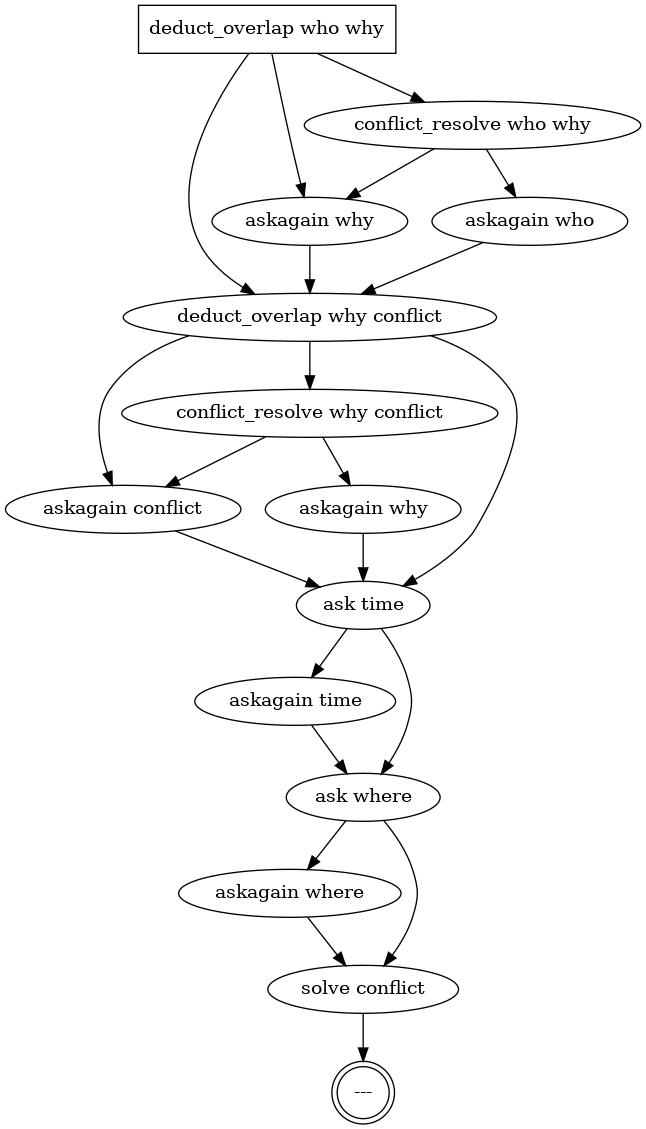 deduct_overlap who why
conflict_resolve who why
askagain why
askagain who
deduct_overlap why conflict
conflict_resolve why conflict
askagain conflict
askagain why
ask time
askagain time
ask where
askagain where
solve conflict
---